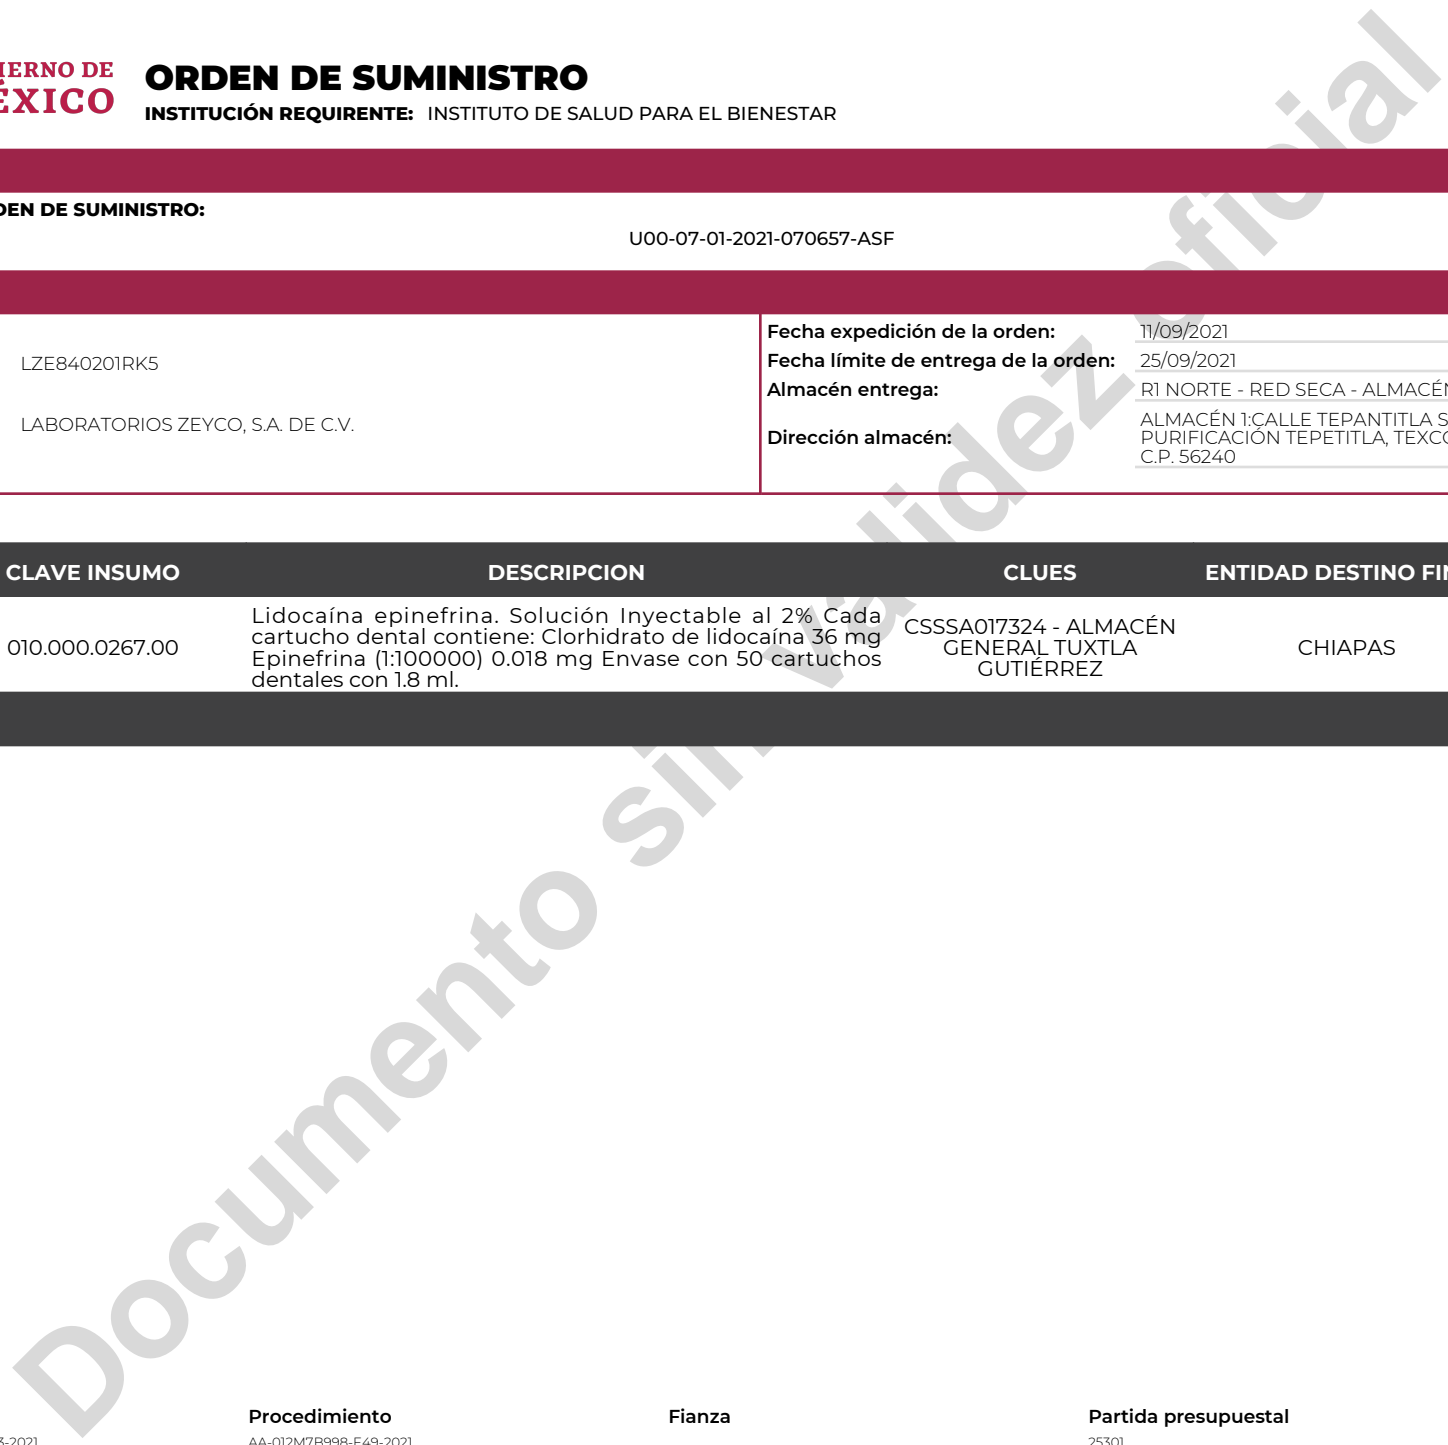 ORDEN DE SUMINISTRO
INSTITUCIÓN REQUIRENTE: INSTITUTO DE SALUD PARA EL BIENESTAR
DE
ÉXICO
DE SUMINISTRO:
U00-07-01-2021-070657-ASF
LZE840201RK5
LABORATORIOS ZEYCO, S.A. DE C.V.
Fecha expedición de la orden: 11/09/2021
Fecha límite de entrega de la orden: 25/09/2021
Almacén entrega: R1 NORTE - RED SECA - ALMACÉN
Dirección almacén: ALMACÉN 1:CALLE TEPANTITLA S
PURIFICACIÓN TEPETITLA, TEXCO
C.P. 56240
CLAVE INSUMO DESCRIPCION CLUES ENTIDAD DESTINO FIN
010.000.0267.00
Lidocaína epinefrina. Solución Inyectable al 2% Cada
cartucho dental contiene: Clorhidrato de lidocaína 36 mg
Epinefrina (1:100000) 0.018 mg Envase con 50 cartuchos
dentales con 1.8 ml.
CSSSA017324 - ALMACÉN
GENERAL TUXTLA
GUTIÉRREZ
CHIAPAS
Documento sin validez oficial
Procedimiento Fianza Partida presupuestal
-2021 AA-012M7B998-E49-2021 25301